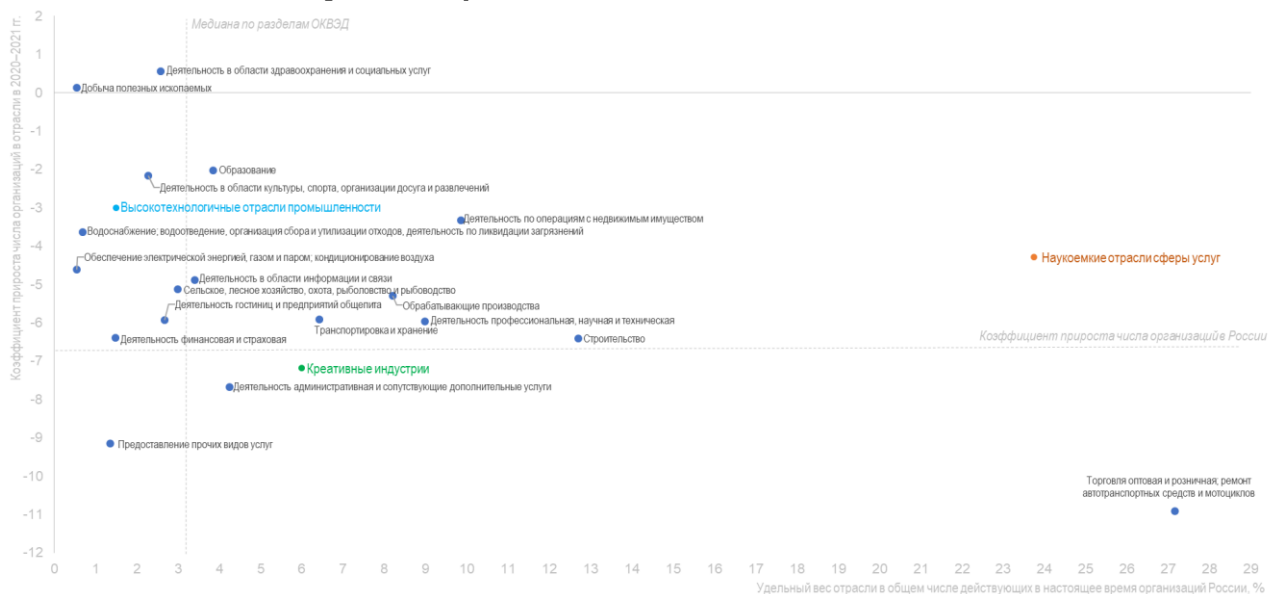 Коэффициент прироста числа организаций в отрасли в 2020–2021 гг.
2
1
0
-1
-2
-3
-4
-5
-6
-7
-8
-9
-10
-11
-12
Медиана по разделам ОКВЭД
Деятельность в области здравоохранения и социальных услуг
Добыча полезных ископаемых
Образование
Деятельность в области культуры, спорта, организации досуга и развлечений
Высокотехнологичные отрасли промышленности
Деятельность по операциям с недвижимым имуществом
Водоснабжение; водоотведение, организация сбора и утилизации отходов, деятельность по ликвидации загрязнений
Обеспечение электрической энергией, газом и паром; кондиционирование воздуха
Наукоемкие отрасли сферы услуг
Деятельность в области информации и связи
Сельское, лесное хозяйство, охота, рыболовство и рыбоводство
Деятельность гостиниц и предприятий общепита
Обрабатывающие производства
Деятельность профессиональная, научная и техническая
Транспортировка и хранение
Деятельность финансовая и страховая
Строительство
Коэффициент прироста числа организаций в России
Креативные индустрии
Деятельность административная и сопутствующие дополнительные услуги
Предоставление прочих видов услуг
Торговля оптовая и розничная; ремонт
автотранспортных средств и мотоциклов
0 1 2 3 4 5 6 7 8 9 10 11 12 13 14 15 16 17 18 19 20 21 22 23 24 25 26 27 28 29
Удельный вес отрасли в общем числе действующих в настоящее время организаций России, %